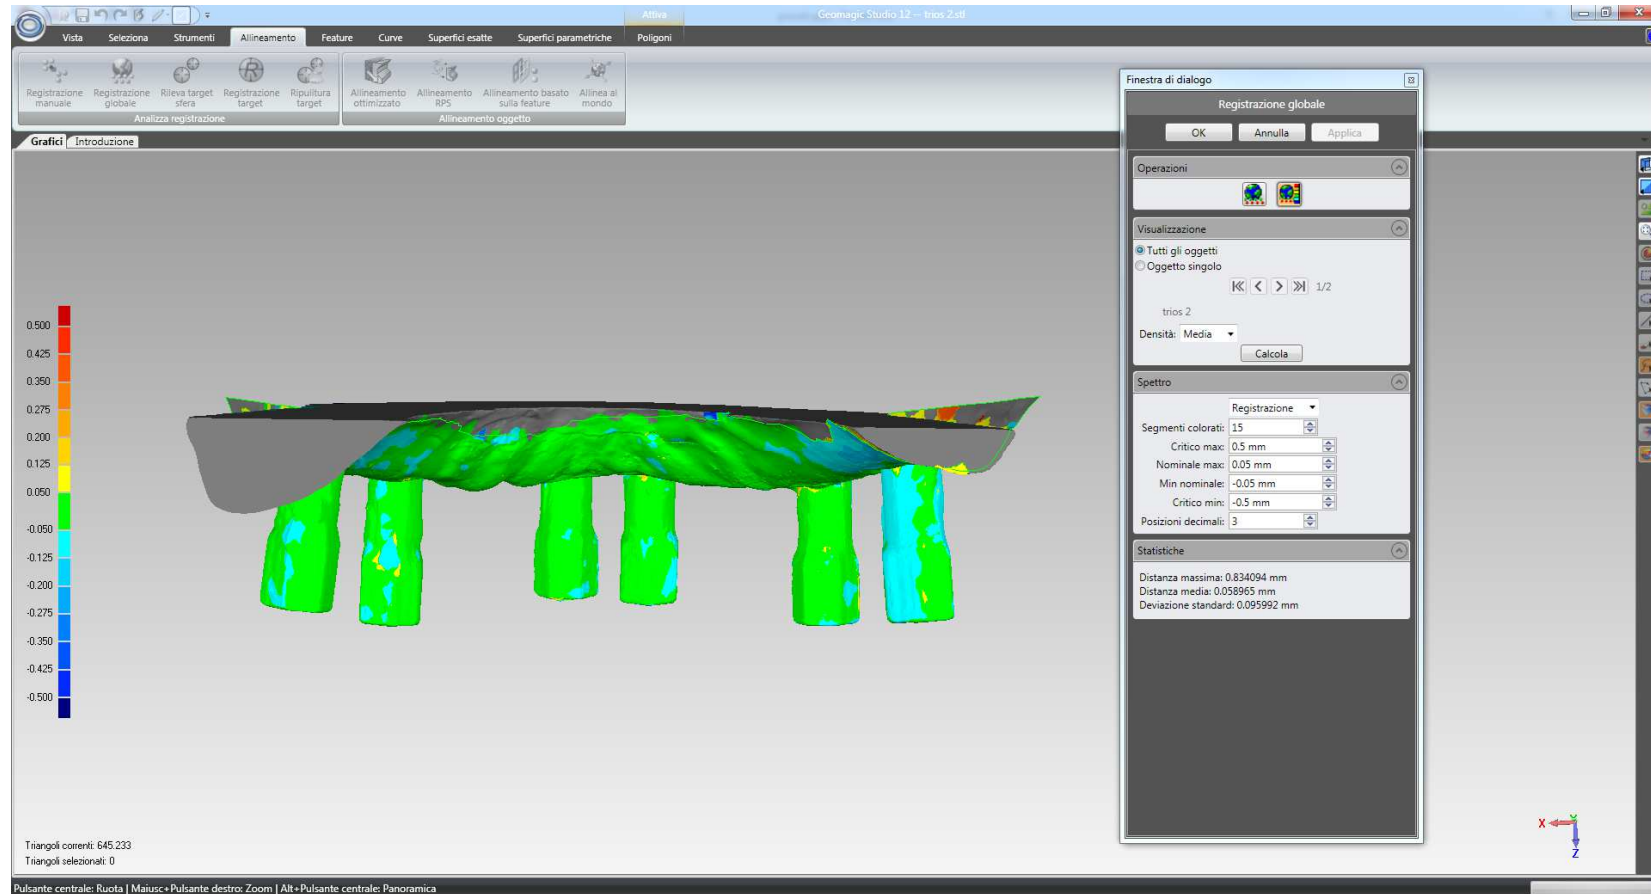 Attiva
Geomagic Studio 12 -- trios 2.stl
Vista Seleziona Strumenti Allineamento Feature Curve Superfici esatte Superfici parametriche Poligoni
Registrazione manuale
Registrazione globale
Rileva target sfera
Registrazione target
Ripulitura target
Allineamento ottimizzato
Allineamento RPS
Allineamento basato sulla feature
Allinea al mondo
Analizza registrazione
Allineamento oggetto
Grafici Introduzione
0.500
0.425
0.350
0.275
0.200
0.125
0.050
-0.050
-0.125
-0.200
-0.275
-0.350
-0.425
-0.500
Finestra di dialogo
Registrazione globale
OK Annulla Applica
Operazioni
Visualizzazione
Tutti gli oggetti
Oggetto singolo
1/2
trios 2
Densità: Media
Calcola
Spettro
Registrazione
Segmenti colorati: 15
Critico max: 0.5 mm
Nominale max: 0.05 mm
Min nominale: -0.05 mm
Critico min: -0.5 mm
Posizioni decimali: 3
Statistiche
Distanza massima: 0.834094 mm
Distanza media: 0.058965 mm
Deviazione standard: 0.095992 mm
X Y
Z
Triangoli correnti: 645.233
Triangoli selezionati: 0
Pulsante centrale: Ruota | Maiusc+Pulsante destro: Zoom | Alt+Pulsante centrale: Panoramica